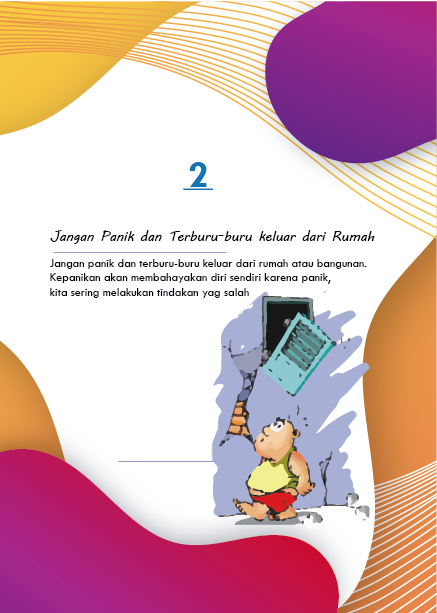 2
Jangan Panik dan Terburu-buru keluar dari Rumah
Jangan panik dan terburu-buru keluar dari rumah atau bangunan.
Kepanikan akan membahayakan diri sendiri karena panik,
kita sering melakukan tindakan yag salah